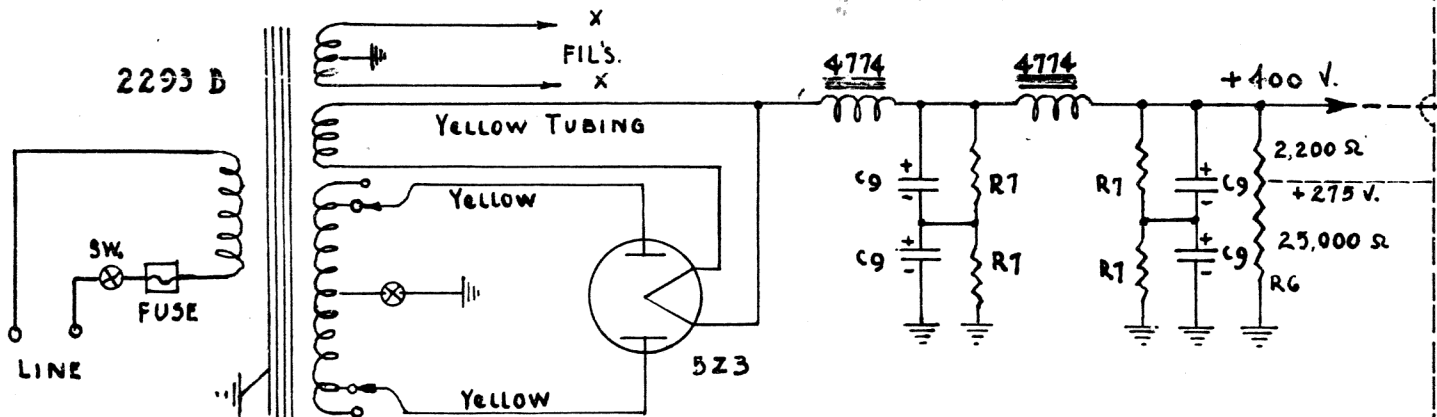 2293 B
X
FIL'S.
X
YELLOW TUBING
YELLOW
YELLOW
SW.
FUSE
LINE
5Z3
4774
4774
+400 V.
C9
R7
C9
R7
R7
C9
R7
C9
2,200 Ω
+275 V.
25,000 Ω
R6